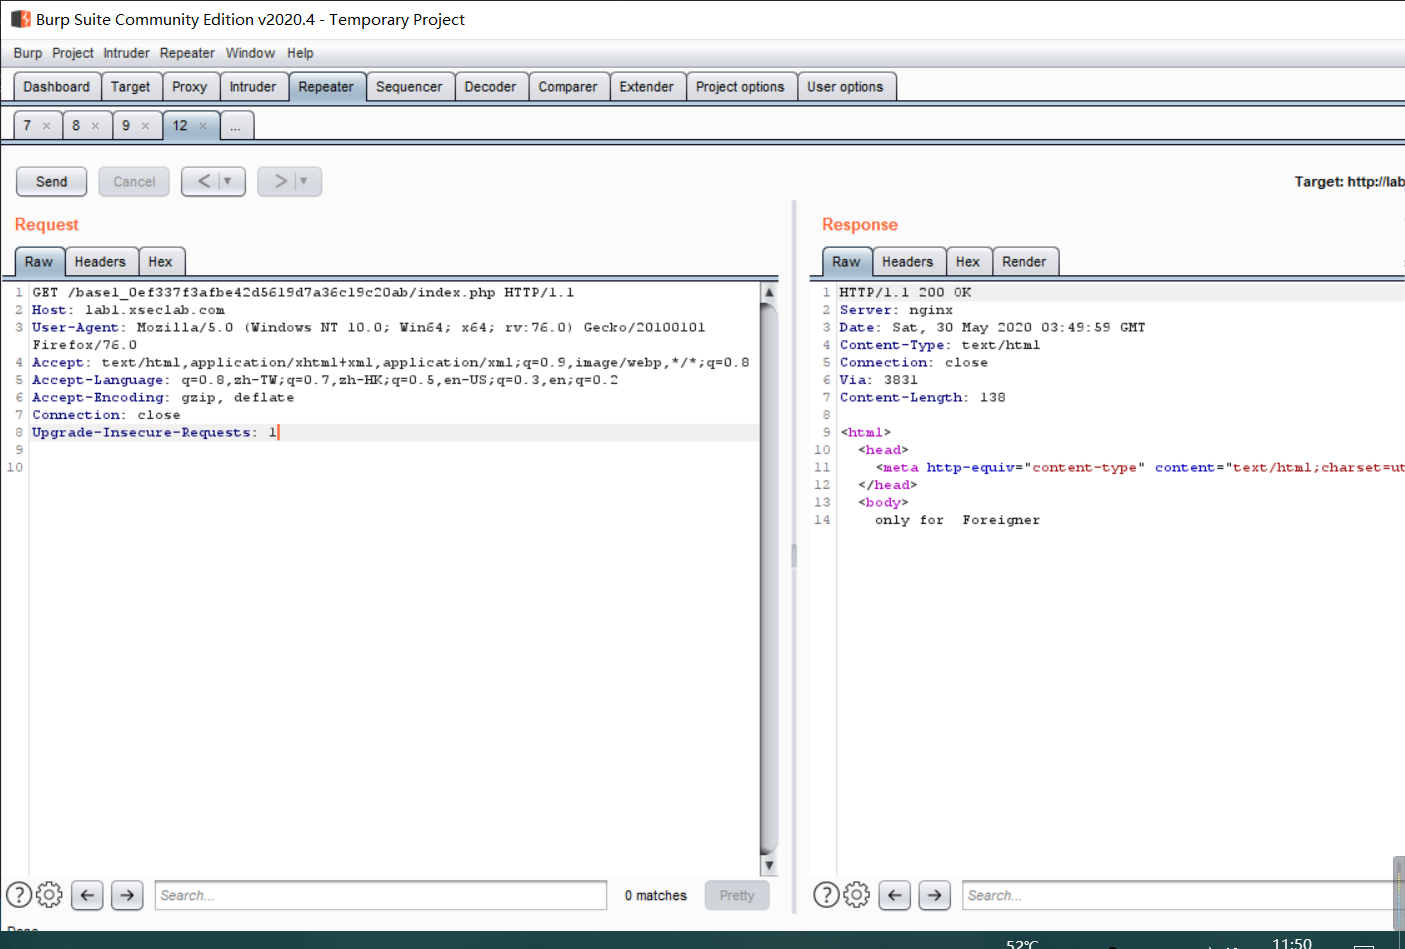 Burp Suite Community Edition v2020.4 - Temporary Project
Burp Project Intruder Repeater Window Help
Dashboard Target Proxy Intruder Repeater Sequencer Decoder Comparer Extender Project options User options
7 × 8 × 9 × 12 × ...
Send Cancel < ▼ > ▼ Target: http://lab
Request
Response
Raw Headers Hex
Raw Headers Hex Render
1 GET /base1_0ef337f3afbe42d5619d7a36c19c20ab/index.php HTTP/1.1
2 Host: lab1.xseclab.com
3 User-Agent: Mozilla/5.0 (Windows NT 10.0; Win64; x64; rv:76.0) Gecko/20100101
Firefox/76.0
4 Accept: text/html,application/xhtml+xml,application/xml;q=0.9,image/webp,*/*;q=0.8
5 Accept-Language: q=0.8,zh-TW;q=0.7,zh-HK;q=0.5,en-US;q=0.3,en;q=0.2
6 Accept-Encoding: gzip, deflate
7 Connection: close
8 Upgrade-Insecure-Requests: 1
9
10
1 HTTP/1.1 200 OK
2 Server: nginx
3 Date: Sat, 30 May 2020 03:49:59 GMT
4 Content-Type: text/html
5 Connection: close
6 Via: 3831
7 Content-Length: 138
8
9 <html>
10 <head>
11 <meta http-equiv="content-type" content="text/html;charset=ut
12 </head>
13 <body>
14 only for Foreigner
? Search... 0 matches Pretty
? Search...
52°C
11:50